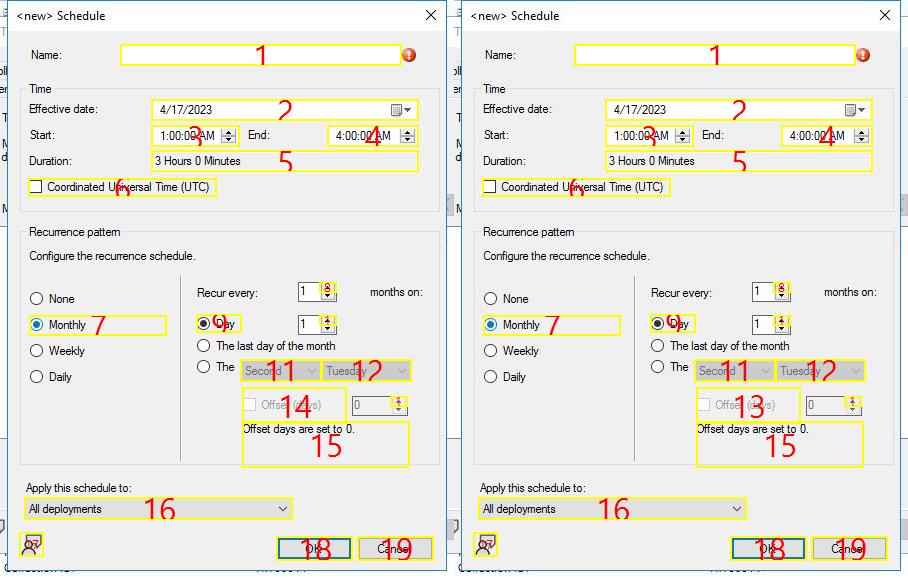 <new> Schedule
Name: 1
Time
Effective date: 4/17/2023 2
Start: 1:00:00 AM 3 End: 4:00:00 AM 4
Duration: 3 Hours 0 Minutes 5
Coordinated Universal Time (UTC) 6
Recurrence pattern
Configure the recurrence schedule.
None
Monthly 7
Weekly
Daily
Recur every: 1 8 months on:
Day 9 1
The last day of the month
The Second 11 Tuesday 12
Offset (days) 14 0
Offset days are set to 0.
15
Apply this schedule to:
All deployments 16
OK 18 Cancel 19
<new> Schedule
Name: 1
Time
Effective date: 4/17/2023 2
Start: 1:00:00 AM 3 End: 4:00:00 AM 4
Duration: 3 Hours 0 Minutes 5
Coordinated Universal Time (UTC) 6
Recurrence pattern
Configure the recurrence schedule.
None
Monthly 7
Weekly
Daily
Recur every: 1 8 months on:
Day 9 1
The last day of the month
The Second 11 Tuesday 12
Offset (days) 13 0
Offset days are set to 0.
15
Apply this schedule to:
All deployments 16
OK 18 Cancel 19